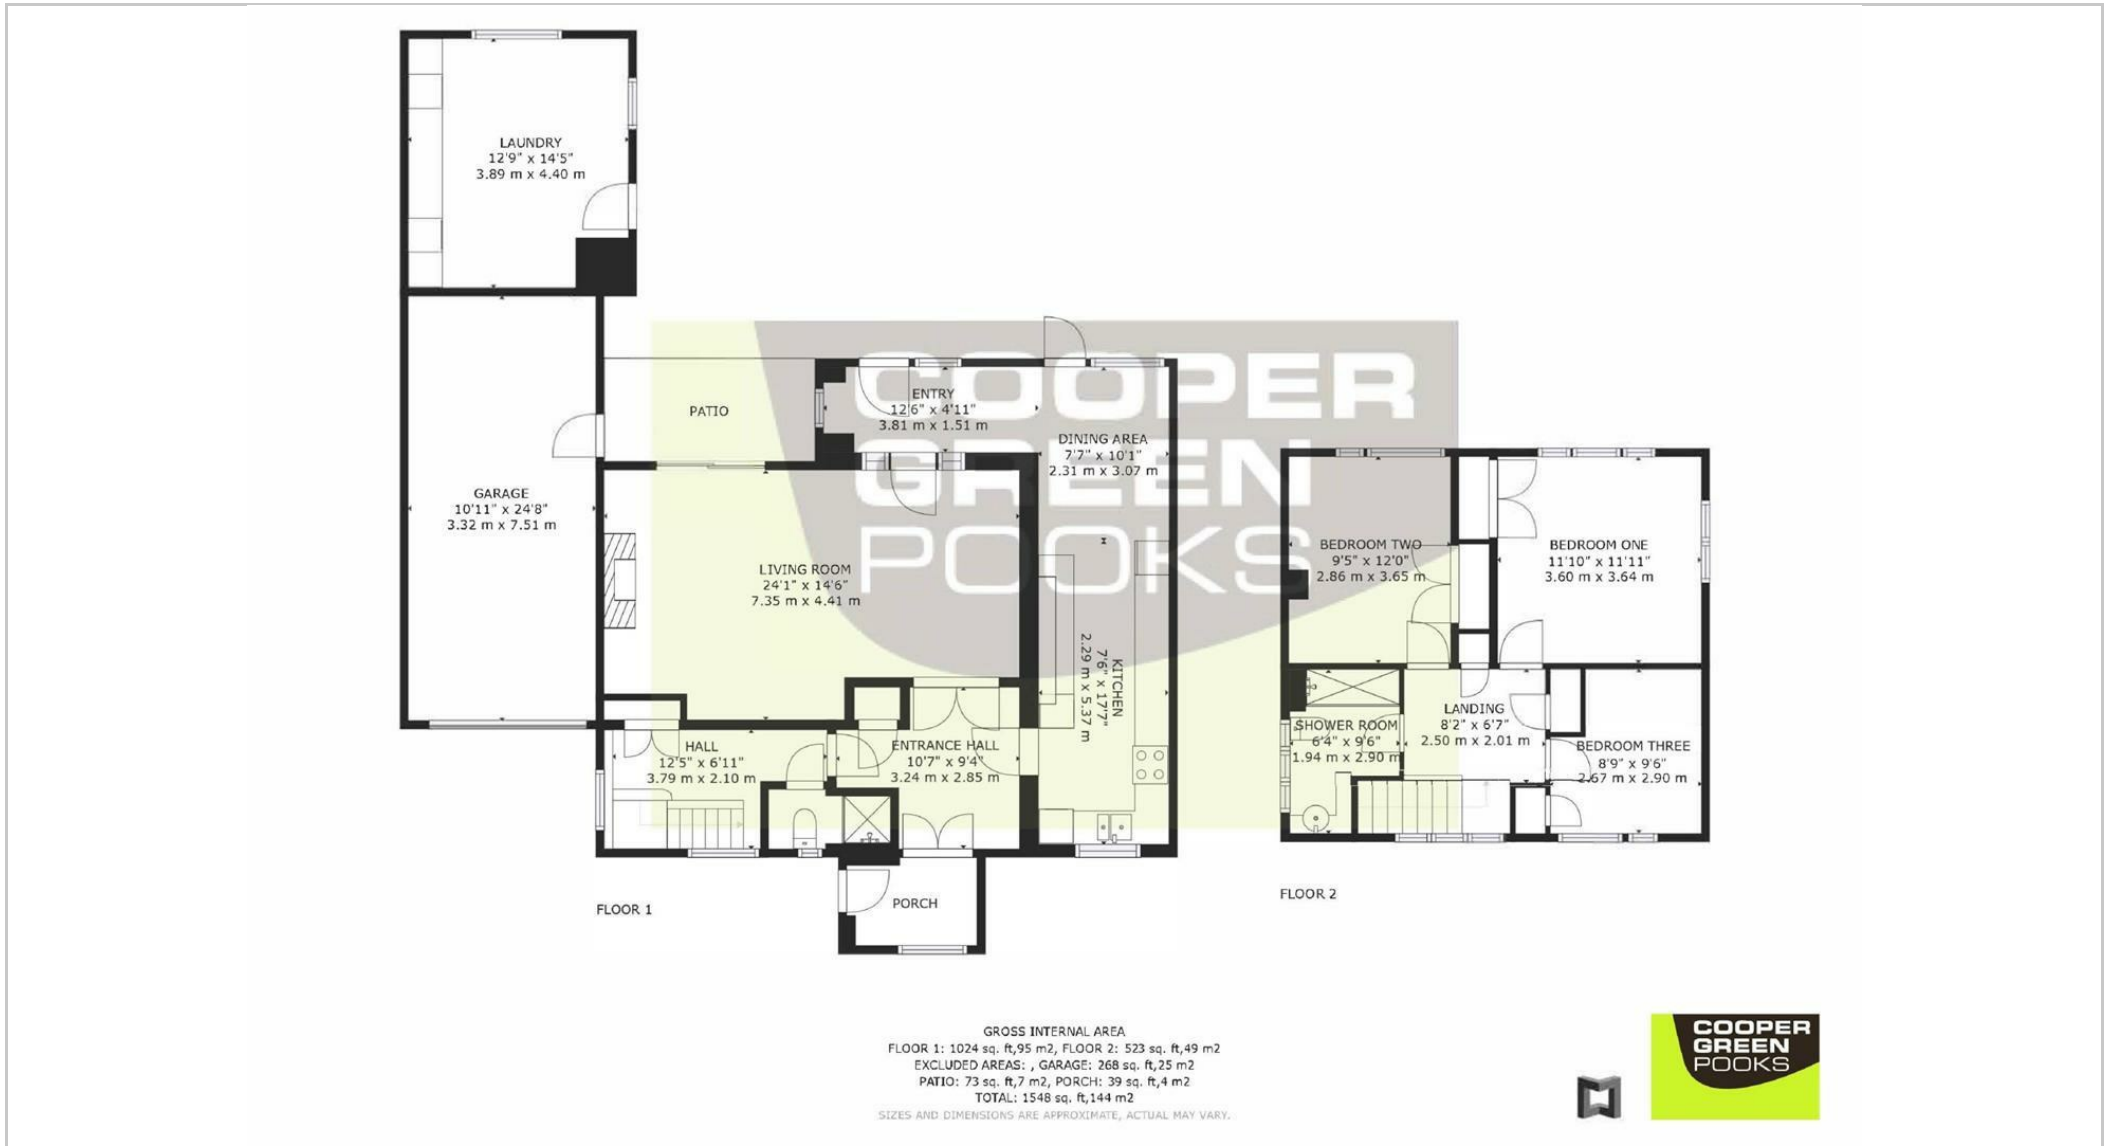 LAUNDRY
12'9" x 14'5"
3.89 m x 4.40 m
GARAGE
10'11" x 24'8"
3.32 m x 7.51 m
PATIO
ENTRY
12'6" x 4'11"
3.81 m x 1.51 m
DINING AREA
7'7" x 10'1"
2.31 m x 3.07 m
LIVING ROOM
24'1" x 14'6"
7.35 m x 4.41 m
KITCHEN
7'6" x 17'7"
2.29 m x 5.37 m
HALL
12'5" x 6'11"
3.79 m x 2.10 m
ENTRANCE HALL
10'7" x 9'4"
3.24 m x 2.85 m
PORCH
FLOOR 1
COOPER
GREEN
POOKS
BEDROOM TWO
9'5" x 12'0"
2.86 m x 3.65 m
BEDROOM ONE
11'10" x 11'11"
3.60 m x 3.64 m
SHOWER ROOM
6'4" x 9'6"
1.94 m x 2.90 m
LANDING
8'2" x 6'7"
2.50 m x 2.01 m
BEDROOM THREE
8'9" x 9'6"
2.67 m x 2.90 m
FLOOR 2
GROSS INTERNAL AREA
FLOOR 1: 1024 sq. ft,95 m2, FLOOR 2: 523 sq. ft,49 m2
EXCLUDED AREAS: , GARAGE: 268 sq. ft,25 m2
PATIO: 73 sq. ft,7 m2, PORCH: 39 sq. ft,4 m2
TOTAL: 1548 sq. ft,144 m2
SIZES AND DIMENSIONS ARE APPROXIMATE, ACTUAL MAY VARY.
COOPER
GREEN
POOKS